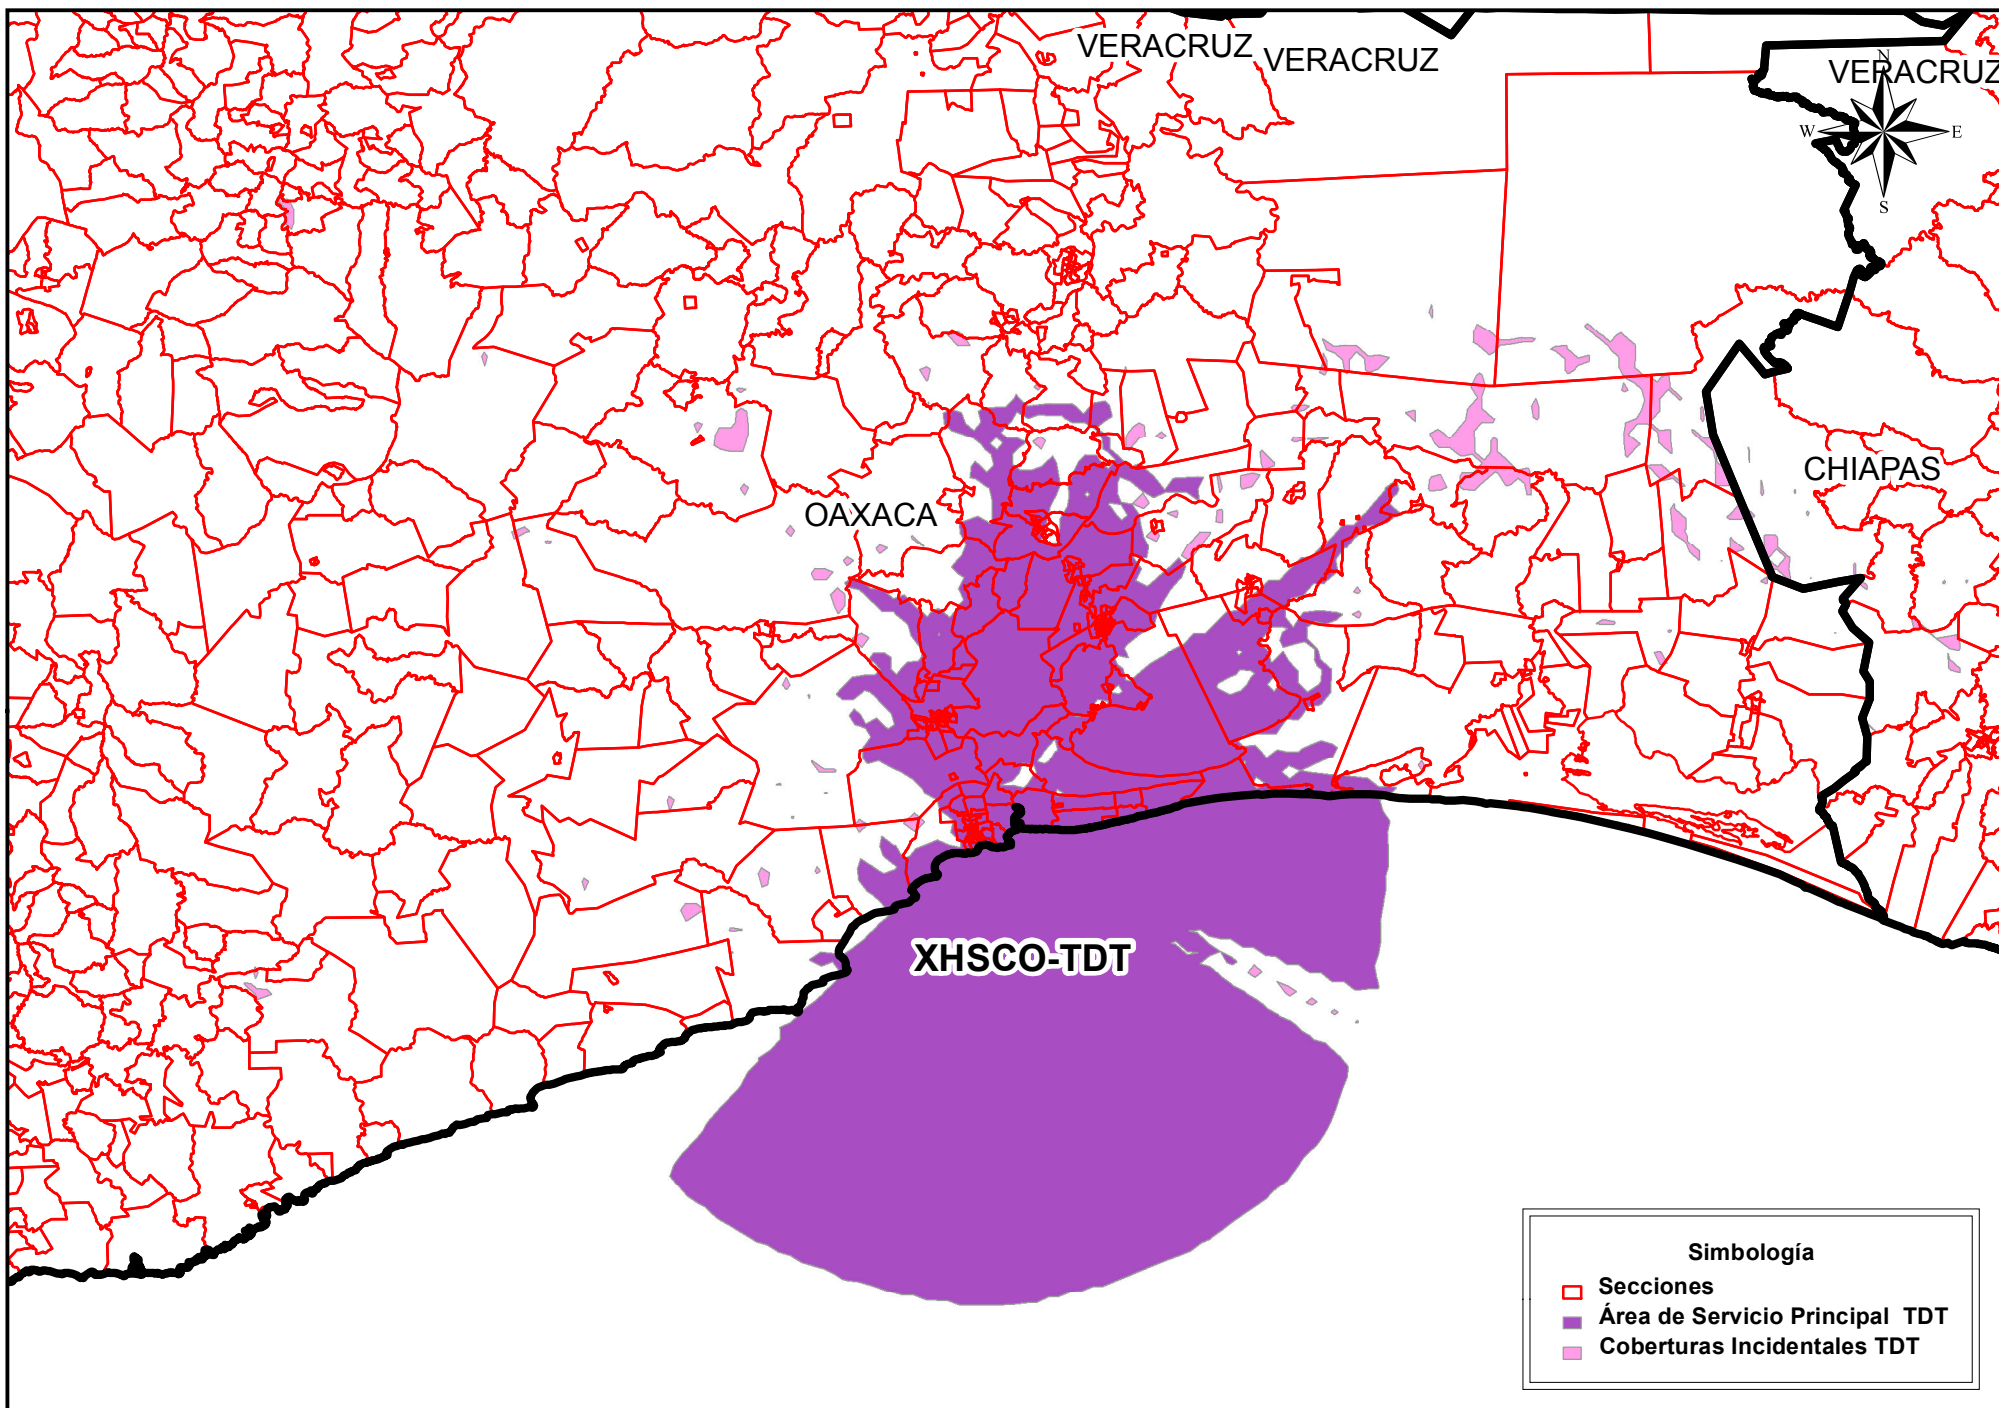 VERACRUZ
VERACRUZ
VERACRUZ
N
W
E
S
CHIAPAS
OAXACA
XHSCO-TDT
Simbología
Secciones
Área de Servicio Principal TDT
Coberturas Incidentales TDT